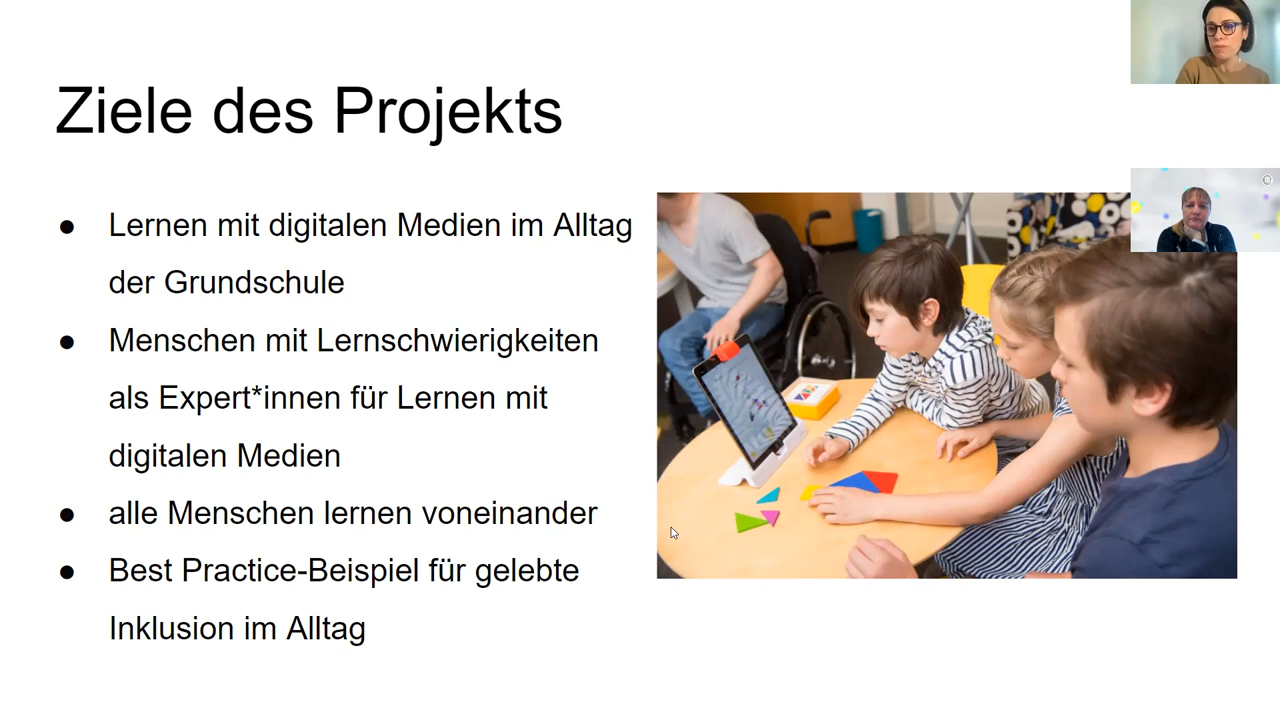 Ziele des Projekts
● Lernen mit digitalen Medien im Alltag
der Grundschule
● Menschen mit Lernschwierigkeiten
als Expert*innen für Lernen mit
digitalen Medien
● alle Menschen lernen voneinander
● Best Practice-Beispiel für gelebte
Inklusion im Alltag